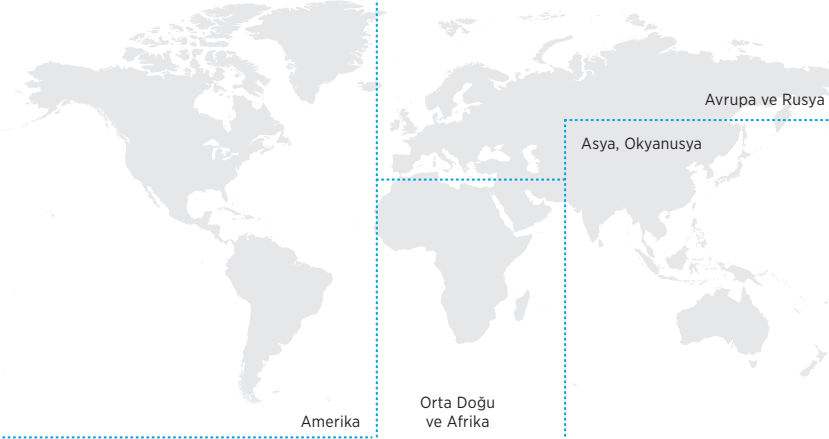 Avrupa ve Rusya
Asya, Okyanusya
Orta Doğu
ve Afrika
Amerika